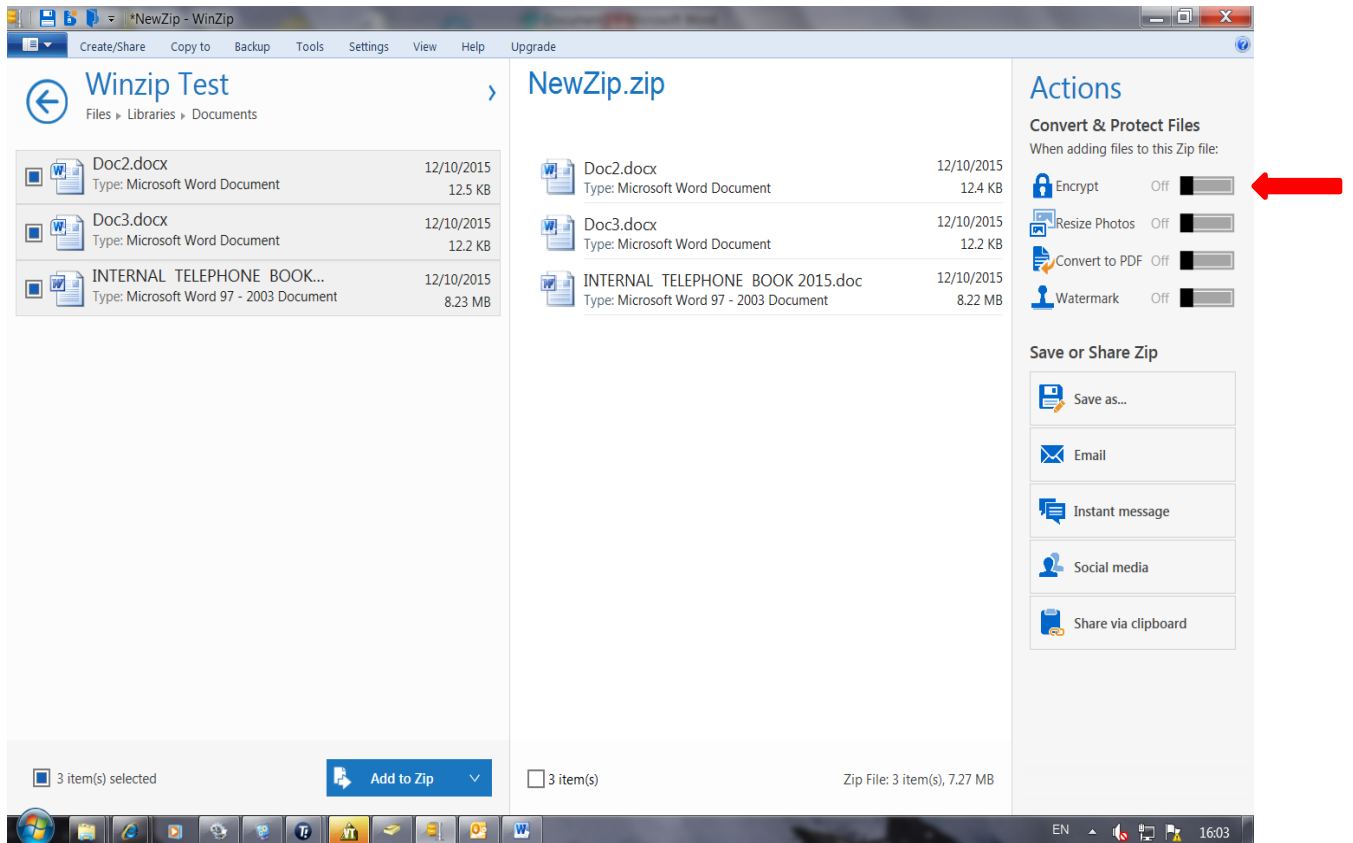 *NewZip - WinZip
Create/Share Copy to Backup Tools Settings View Help Upgrade
Winzip Test
Files ▸ Libraries ▸ Documents
Doc2.docx 12/10/2015
Type: Microsoft Word Document 12.5 KB
Doc3.docx 12/10/2015
Type: Microsoft Word Document 12.2 KB
INTERNAL TELEPHONE BOOK... 12/10/2015
Type: Microsoft Word 97 - 2003 Document 8.23 MB
3 item(s) selected
Add to Zip
NewZip.zip
Doc2.docx 12/10/2015
Type: Microsoft Word Document 12.4 KB
Doc3.docx 12/10/2015
Type: Microsoft Word Document 12.2 KB
INTERNAL TELEPHONE BOOK 2015.doc 12/10/2015
Type: Microsoft Word 97 - 2003 Document 8.22 MB
3 item(s) Zip File: 3 item(s), 7.27 MB
Actions
Convert & Protect Files
When adding files to this Zip file:
Encrypt Off
Resize Photos Off
Convert to PDF Off
Watermark Off
Save or Share Zip
Save as...
Email
Instant message
Social media
Share via clipboard
EN 16:03